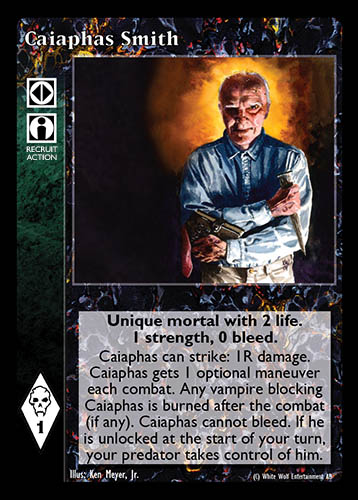 Caiaphas Smith
RECRUIT
ACTION
Unique mortal with 2 life.
1 strength, 0 bleed.
Caiaphas can strike: 1R damage.
Caiaphas gets 1 optional maneuver
each combat. Any vampire blocking
Caiaphas is burned after the combat
(if any). Caiaphas cannot bleed. If he
is unlocked at the start of your turn,
your predator takes control of him.
1
Illus: Ken Meyer, Jr.
(C) White Wolf Entertainment AB